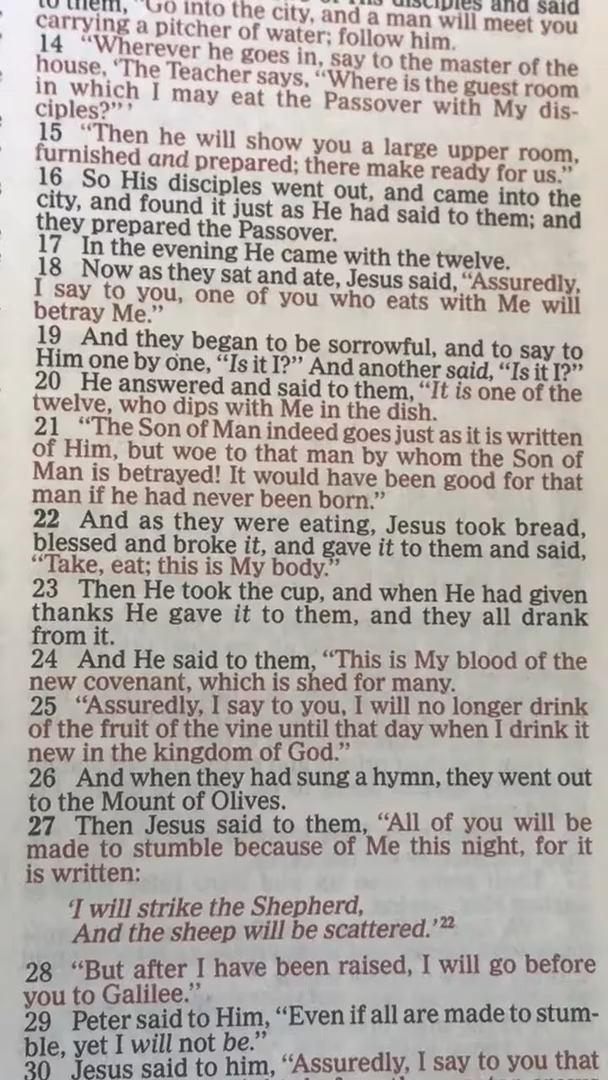 to them, "Go into the city, and a man will meet you
carrying a pitcher of water; follow him.
14 "Wherever he goes in, say to the master of the
house, 'The Teacher says, "Where is the guest room
in which I may eat the Passover with My dis-
ciples?"'
15 "Then he will show you a large upper room,
furnished and prepared; there make ready for us."
16 So His disciples went out, and came into the
city, and found it just as He had said to them; and
they prepared the Passover.
17 In the evening He came with the twelve.
18 Now as they sat and ate, Jesus said, "Assuredly,
I say to you, one of you who eats with Me will
betray Me."
19 And they began to be sorrowful, and to say to
Him one by one, "Is it I?" And another said, "Is it I?"
20 He answered and said to them, "It is one of the
twelve, who dips with Me in the dish.
21 "The Son of Man indeed goes just as it is written
of Him, but woe to that man by whom the Son of
Man is betrayed! It would have been good for that
man if he had never been born."
22 And as they were eating, Jesus took bread,
blessed and broke it, and gave it to them and said,
"Take, eat; this is My body."
23 Then He took the cup, and when He had given
thanks He gave it to them, and they all drank
from it.
24 And He said to them, "This is My blood of the
new covenant, which is shed for many.
25 "Assuredly, I say to you, I will no longer drink
of the fruit of the vine until that day when I drink it
new in the kingdom of God."
26 And when they had sung a hymn, they went out
to the Mount of Olives.
27 Then Jesus said to them, "All of you will be
made to stumble because of Me this night, for it
is written:
'I will strike the Shepherd,
And the sheep will be scattered.'22
28 "But after I have been raised, I will go before
you to Galilee."
29 Peter said to Him, "Even if all are made to stum-
ble, yet I will not be."
30 Jesus said to him, "Assuredly, I say to you that